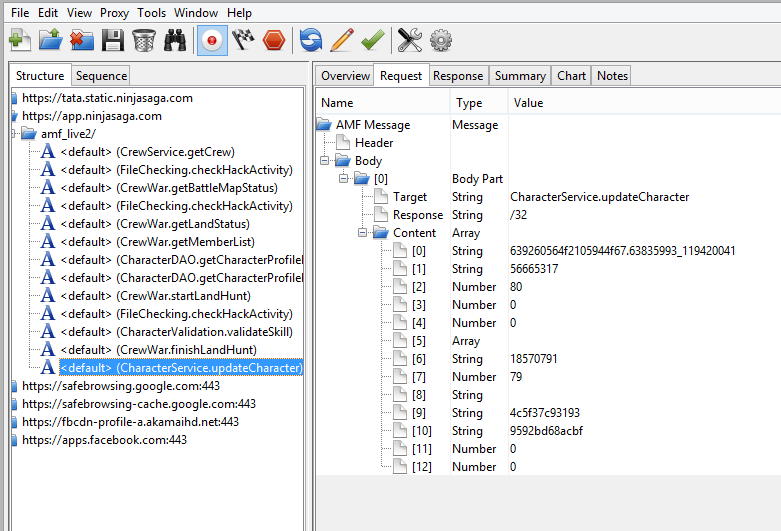 File Edit View Proxy Tools Window Help
Structure Sequence
https://tata.static.ninjasaga.com
https://app.ninjasaga.com
amf_live2/
<default> (CrewService.getCrew)
<default> (FileChecking.checkHackActivity)
<default> (CrewWar.getBattleMapStatus)
<default> (FileChecking.checkHackActivity)
<default> (CrewWar.getLandStatus)
<default> (CrewWar.getMemberList)
<default> (CharacterDAO.getCharacterProfile
<default> (CharacterDAO.getCharacterProfile
<default> (CrewWar.startLandHunt)
<default> (FileChecking.checkHackActivity)
<default> (CharacterValidation.validateSkill)
<default> (CrewWar.finishLandHunt)
<default> (CharacterService.updateCharacter)
https://safebrowsing.google.com:443
https://safebrowsing-cache.google.com:443
https://fbcdn-profile-a.akamaihd.net:443
https://apps.facebook.com:443
Overview Request Response Summary Chart Notes
Name Type Value
AMF Message Message
Header
Body
[0] Body Part
Target String CharacterService.updateCharacter
Response String /32
Content Array
[0] String 639260564f2105944f67.63835993_119420041
[1] String 56665317
[2] Number 80
[3] Number 0
[4] Number 0
[5] Array
[6] String 18570791
[7] Number 79
[8] String
[9] String 4c5f37c93193
[10] String 9592bd68acbf
[11] Number 0
[12] Number 0